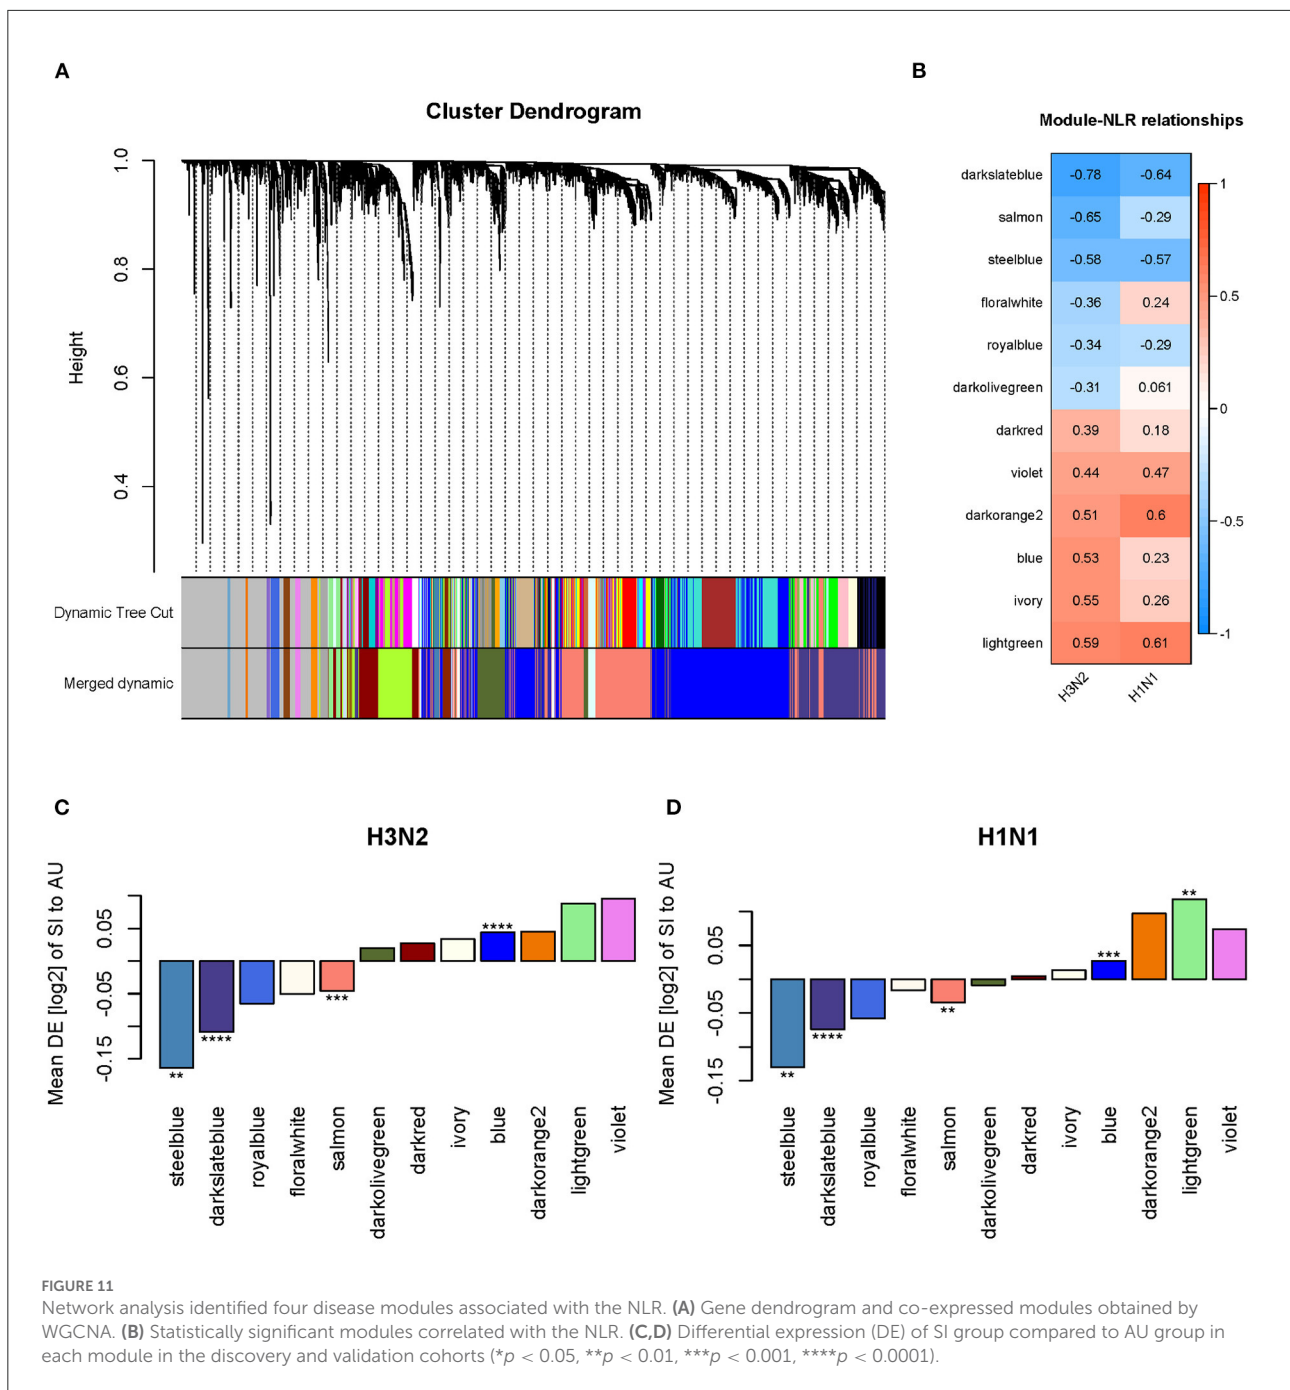 A
Cluster Dendrogram
Height
1.0
0.8
0.6
0.4
Dynamic Tree Cut
Merged dynamic
B
Module-NLR relationships
darkslateblue -0.78 -0.64
salmon -0.65 -0.29
steelblue -0.58 -0.57
floralwhite -0.36 0.24
royalblue -0.34 -0.29
darkolivegreen -0.31 0.061
darkred 0.39 0.18
violet 0.44 0.47
darkorange2 0.51 0.6
blue 0.53 0.23
ivory 0.55 0.26
lightgreen 0.59 0.61
H3N2 H1N1
1
0.5
0
-0.5
-1
C
H3N2
Mean DE [log2] of SI to AU
0.05
-0.05
-0.15
**
****
***
****
steelblue
darkslateblue
royalblue
floralwhite
salmon
darkolivegreen
darkred
ivory
blue
darkorange2
lightgreen
violet
D
H1N1
Mean DE [log2] of SI to AU
0.05
-0.05
-0.15
**
****
**
***
**
steelblue
darkslateblue
royalblue
floralwhite
salmon
darkolivegreen
darkred
ivory
blue
darkorange2
lightgreen
violet
FIGURE 11
Network analysis identified four disease modules associated with the NLR. (A) Gene dendrogram and co-expressed modules obtained by
WGCNA. (B) Statistically significant modules correlated with the NLR. (C,D) Differential expression (DE) of SI group compared to AU group in
each module in the discovery and validation cohorts (*p < 0.05, **p < 0.01, ***p < 0.001, ****p < 0.0001).